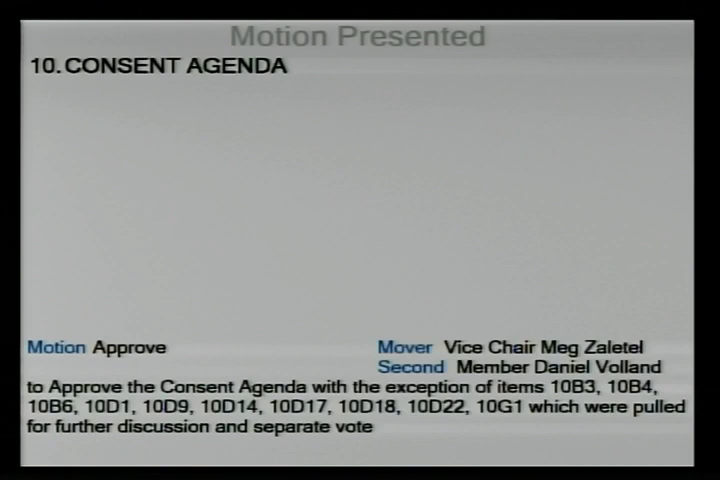 Motion Presented
10. CONSENT AGENDA
Motion Approve
Mover Vice Chair Meg Zaletel
Second Member Daniel Volland
to Approve the Consent Agenda with the exception of items 10B3, 10B4,
10B6, 10D1, 10D9, 10D14, 10D17, 10D18, 10D22, 10G1 which were pulled
for further discussion and separate vote